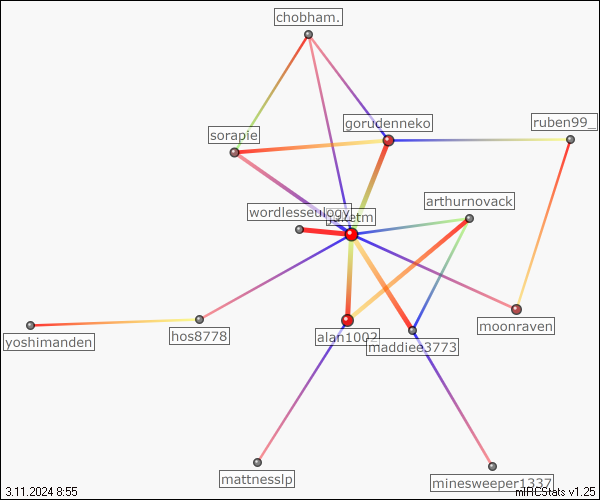 chobham.
gorudenneko
ruben99_
sorapie
arthurnovack
wordlesseulogy
moonraven
hos8778
yoshimanden
alan1002
maddiee3773
mattnesslp
minesweeper1337
3.11.2024 8:55
mIRCStats v1.25